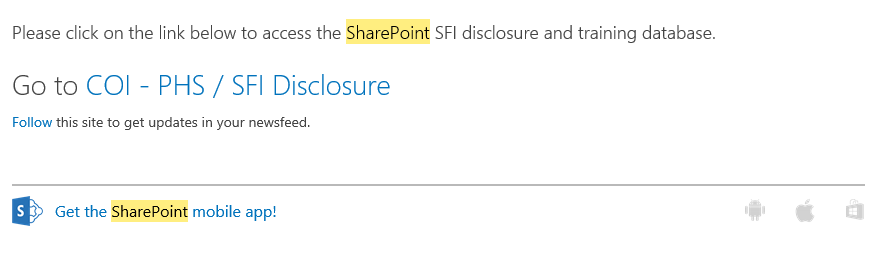 Please click on the link below to access the SharePoint SFI disclosure and training database.
Go to COI - PHS / SFI Disclosure
Follow this site to get updates in your newsfeed.
S
Get the SharePoint mobile app!